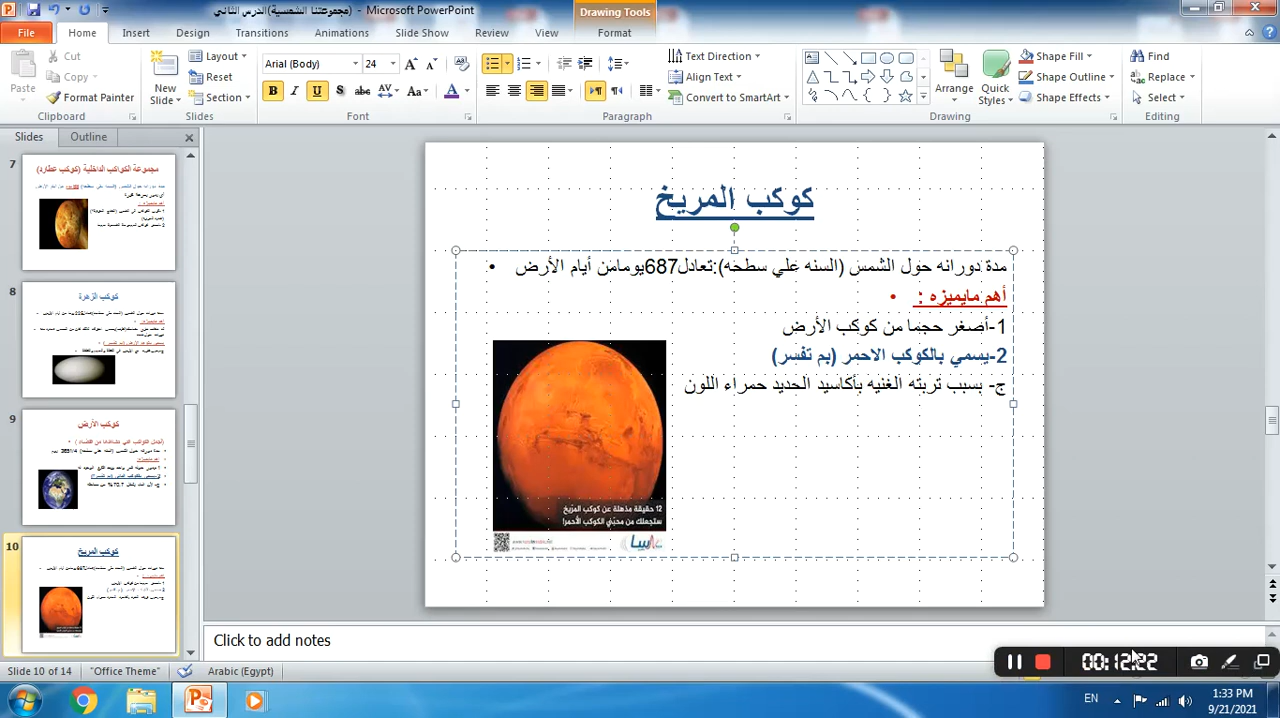 مجموعتنا الشمسية)الدرس الثاني) - Microsoft PowerPoint
Drawing Tools
File Home Insert Design Transitions Animations Slide Show Review View Format
Paste
Cut
Copy
Format Painter
Clipboard
New Slide
Layout
Reset
Section
Slides
Arial (Body) 24
B I U S abc AV Aa A
Font
Text Direction
Align Text
Convert to SmartArt
Paragraph
Arrange
Quick Styles
Shape Fill
Shape Outline
Shape Effects
Drawing
Find
Replace
Select
Editing
Slides Outline
7
مجموعة الكواكب الداخلية (كوكب عطارد)
8
كوكب الزهرة
9
كوكب الأرض
10
كوكب المريخ
كوكب المريخ
مدة دورانه حول الشمس (السنه علي سطحه):تعادل687يومامن أيام الأرض •
أهم مايميزه : •
1-أصغر حجما من كوكب الأرض
2-يسمي بالكوكب الاحمر (بم تفسر)
ج- بسبب تربته الغنيه بأكاسيد الحديد حمراء اللون
12 حقيقة مذهلة عن كوكب المريخ
ستجعلك من محبّي الكوكب الأحمر!
Click to add notes
00:12:22
Slide 10 of 14 "Office Theme" Arabic (Egypt)
EN
1:33 PM
9/21/2021